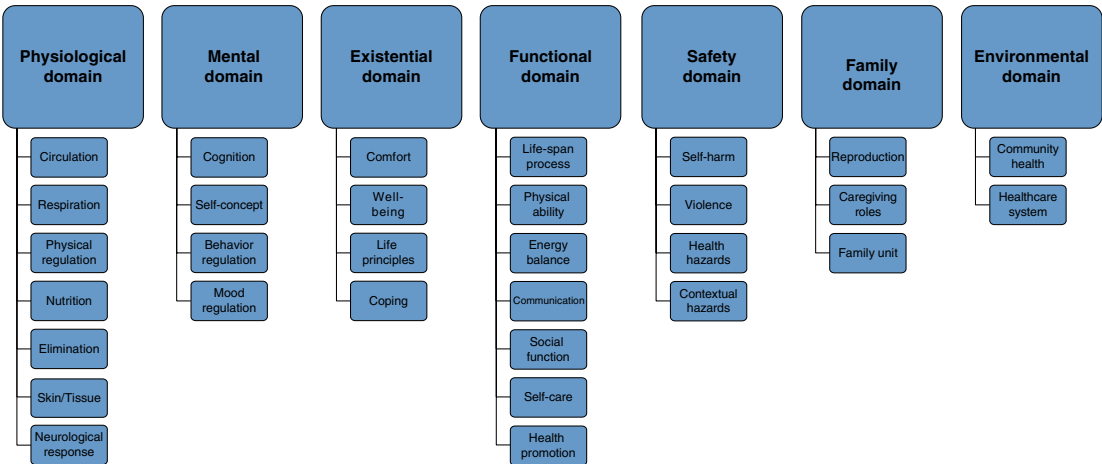 Physiological
domain
Circulation
Respiration
Physical
regulation
Nutrition
Elimination
Skin/Tissue
Neurological
response
Mental
domain
Cognition
Self-concept
Behavior
regulation
Mood
regulation
Existential
domain
Comfort
Well-
being
Life
principles
Coping
Functional
domain
Life-span
process
Physical
ability
Energy
balance
Communication
Social
function
Self-care
Health
promotion
Safety
domain
Self-harm
Violence
Health
hazards
Contextual
hazards
Family
domain
Reproduction
Caregiving
roles
Family unit
Environmental
domain
Community
health
Healthcare
system